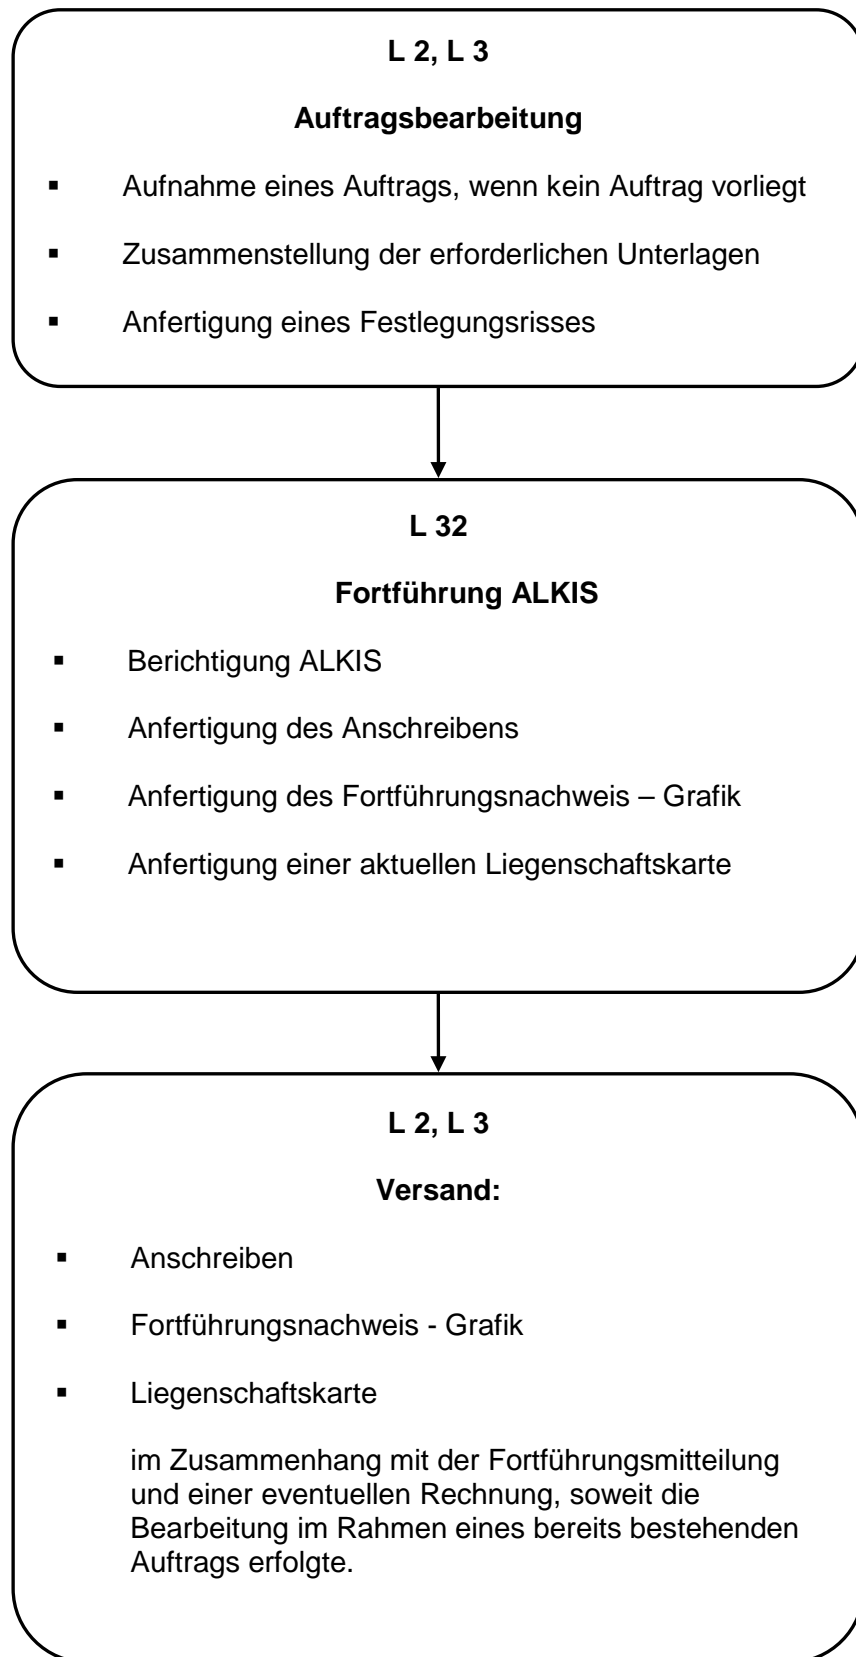 L 2, L 3
Auftragsbearbeitung
▪ Aufnahme eines Auftrags, wenn kein Auftrag vorliegt
▪ Zusammenstellung der erforderlichen Unterlagen
▪ Anfertigung eines Festlegungsrisses
L 32
Fortführung ALKIS
▪ Berichtigung ALKIS
▪ Anfertigung des Anschreibens
▪ Anfertigung des Fortführungsnachweis – Grafik
▪ Anfertigung einer aktuellen Liegenschaftskarte
L 2, L 3
Versand:
▪ Anschreiben
▪ Fortführungsnachweis - Grafik
▪ Liegenschaftskarte
im Zusammenhang mit der Fortführungsmitteilung
und einer eventuellen Rechnung, soweit die
Bearbeitung im Rahmen eines bereits bestehenden
Auftrags erfolgte.